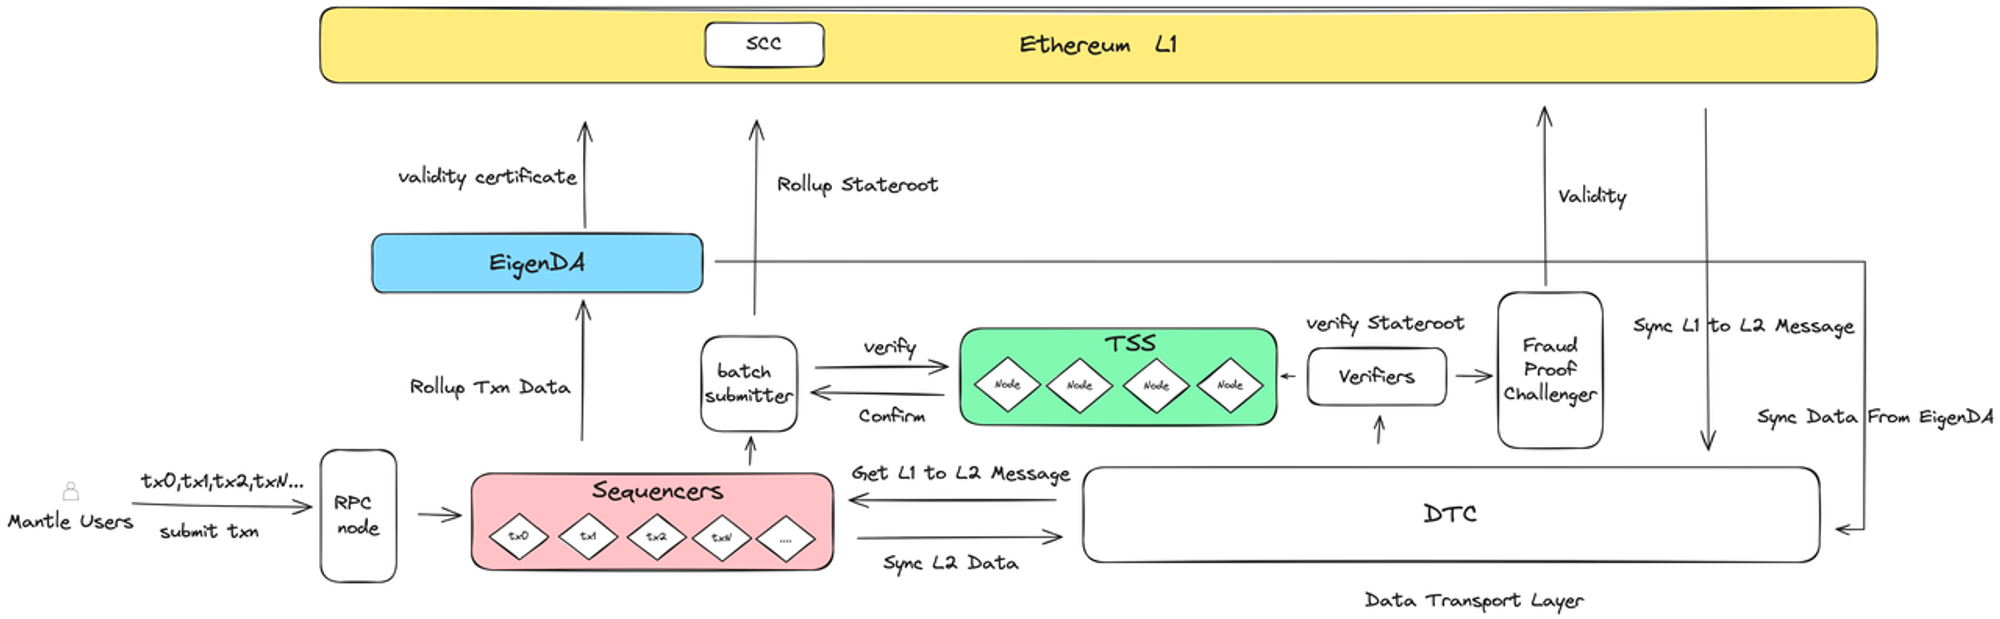 SCC
Ethereum L1
validity certificate
Rollup Stateroot
Validity
EigenDA
verify Stateroot
Sync L1 to L2 Message
TSS
Node
Node
Node
Node
verify
Confirm
batch
submitter
Verifiers
Fraud
Proof
Challenger
Rollup Txn Data
Sync Data From EigenDA
tx0,tx1,tx2,txN...
Mantle Users
submit txn
RPC
node
Sequencers
tx0
tx1
tx2
txN
....
Get L1 to L2 Message
Sync L2 Data
DTC
Data Transport Layer